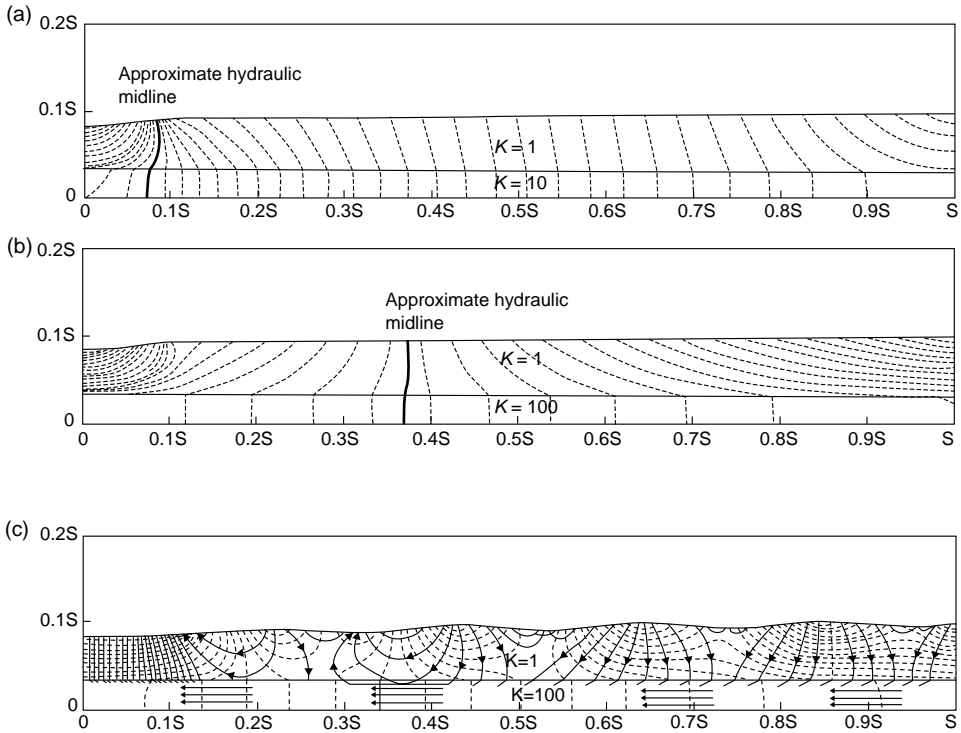 (a)
0.2S
Approximate hydraulic
midline
0.1S
K = 1
K = 10
0
0 0.1S 0.2S 0.3S 0.4S 0.5S 0.6S 0.7S 0.8S 0.9S S
(b)
0.2S
Approximate hydraulic
midline
0.1S
K = 1
K = 100
0
0 0.1S 0.2S 0.3S 0.4S 0.5S 0.6S 0.7S 0.8S 0.9S S
(c)
0.2S
0.1S
K=1
K=100
0
0 0.1S 0.2S 0.3S 0.4S 0.5S 0.6S 0.7S 0.8S 0.9S S